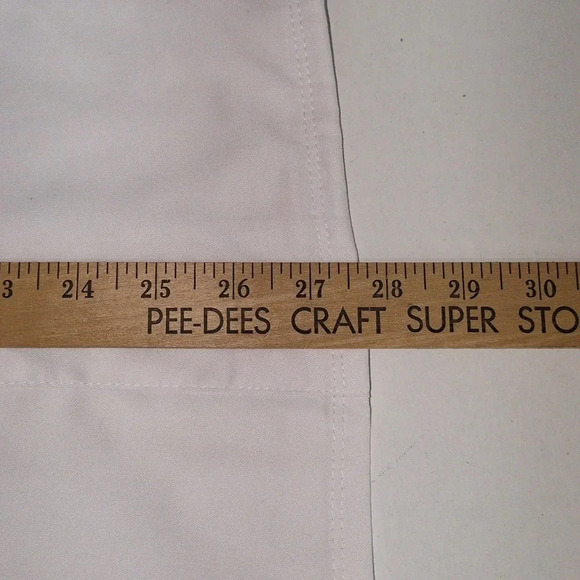 3 24 25 26 27 28 29 30
PEE-DEES CRAFT SUPER STO